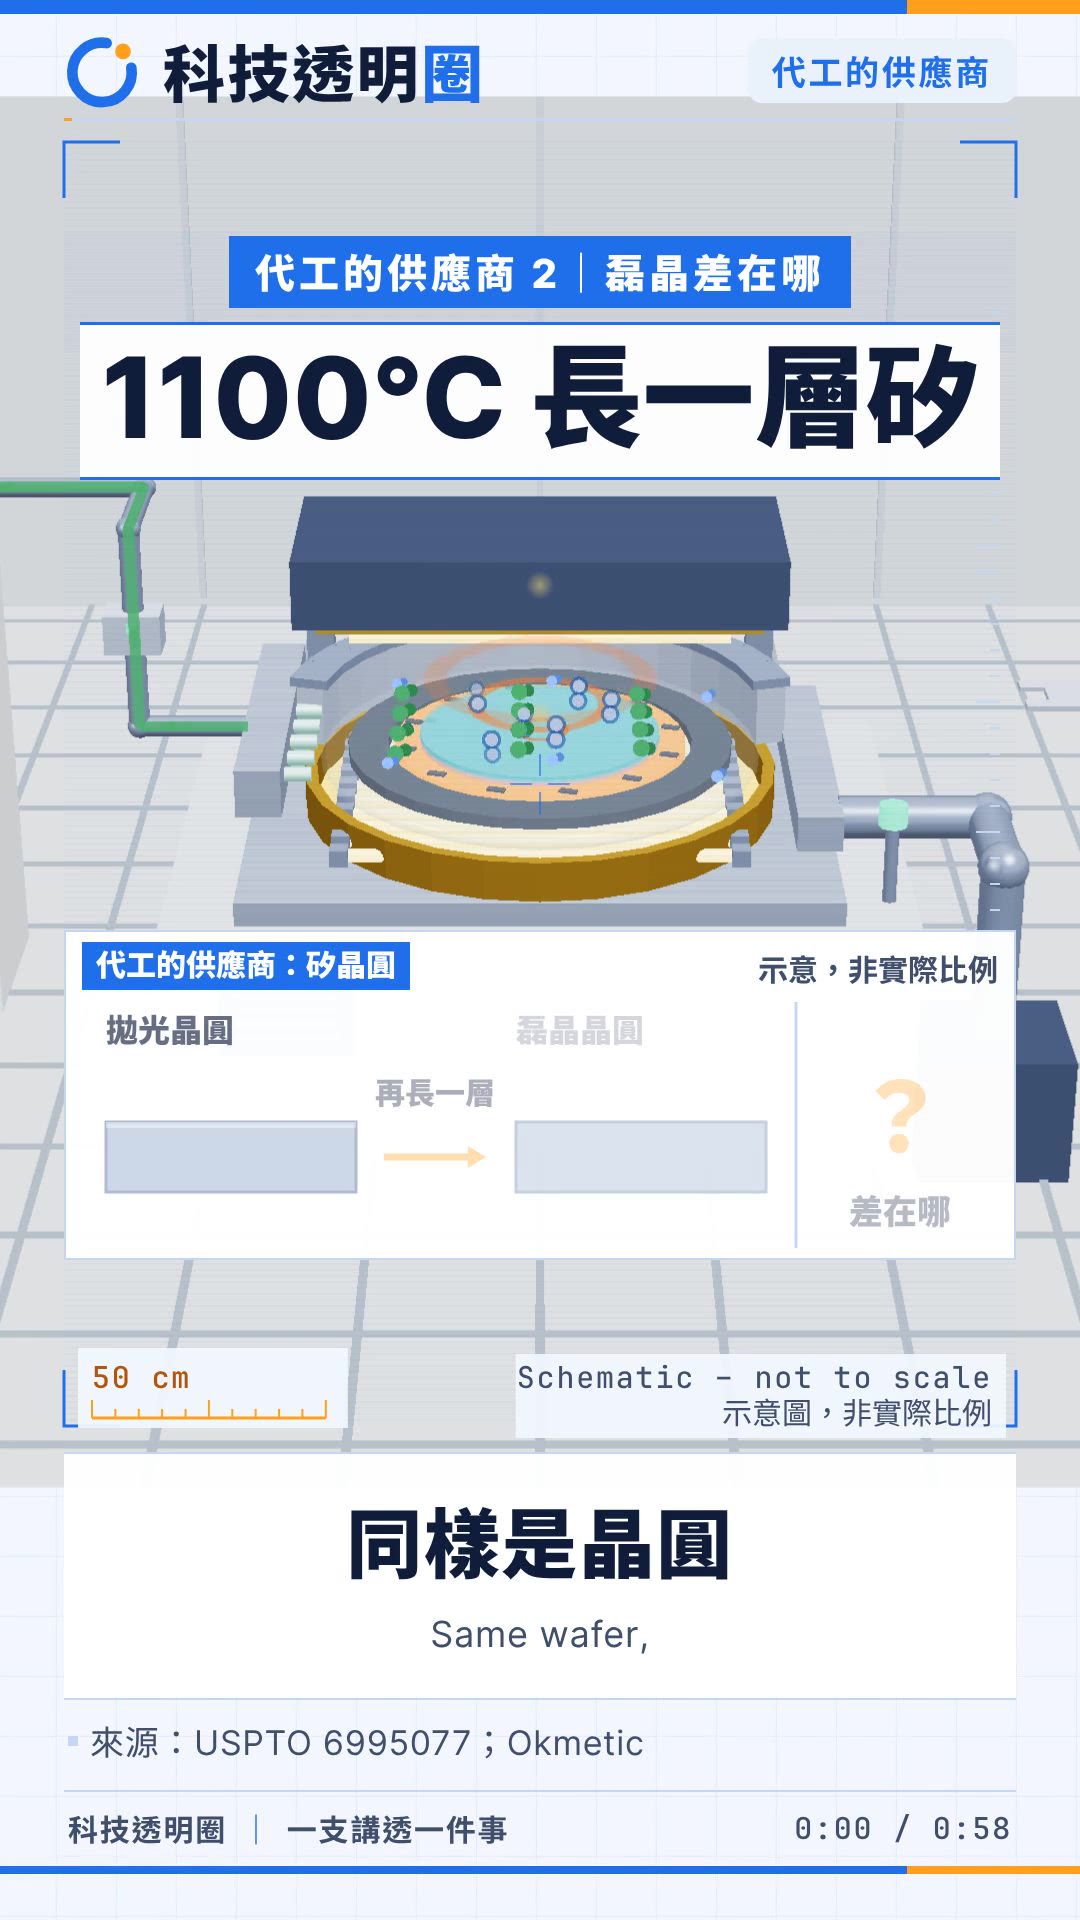 科技透明圈
代工的供應商
代工的供應商 2｜磊晶差在哪
1100°C 長一層矽
代工的供應商：矽晶圓
示意，非實際比例
拋光晶圓
磊晶晶圓
再長一層
?
差在哪
50 cm
Schematic – not to scale
示意圖，非實際比例
同樣是晶圓
Same wafer,
來源：USPTO 6995077；Okmetic
科技透明圈｜一支講透一件事
0:00 / 0:58